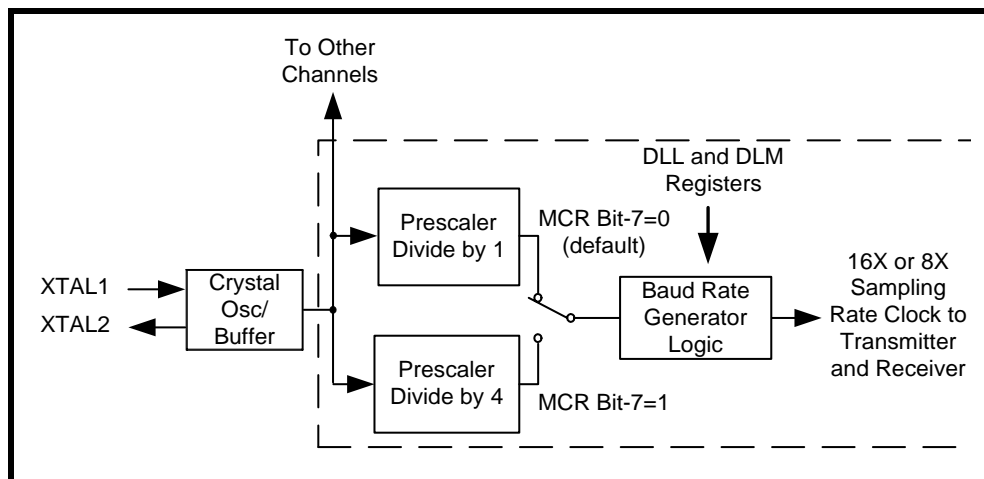 To Other
Channels
DLL and DLM
Registers
Prescaler
Divide by 1
MCR Bit-7=0
(default)
XTAL1
XTAL2
Crystal
Osc/
Buffer
Baud Rate
Generator
Logic
16X or 8X
Sampling
Rate Clock to
Transmitter
and Receiver
Prescaler
Divide by 4
MCR Bit-7=1